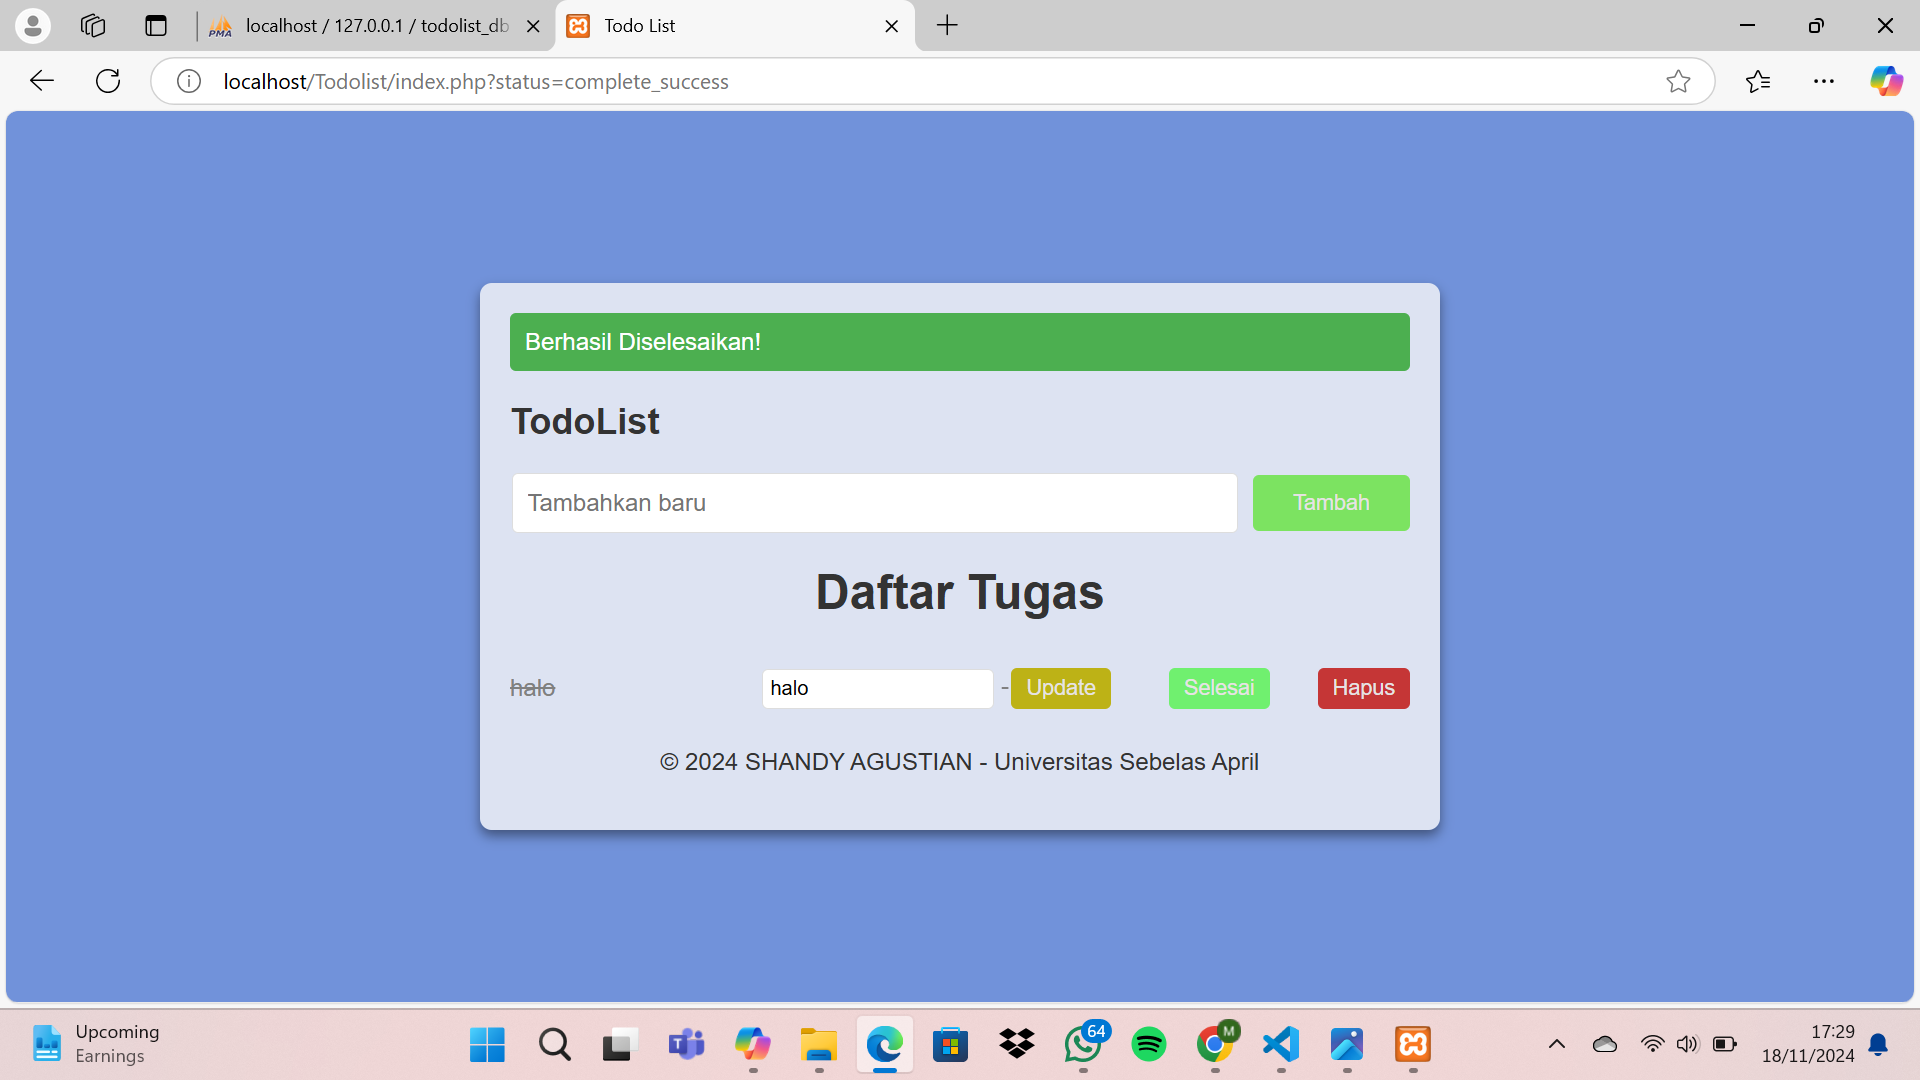 localhost / 127.0.0.1 / todolist_db
Todo List
localhost/Todolist/index.php?status=complete_success
Berhasil Diselesaikan!
TodoList
Tambahkan baru
Tambah
Daftar Tugas
halo
halo
- Update
Selesai
Hapus
© 2024 SHANDY AGUSTIAN - Universitas Sebelas April
Upcoming
Earnings
64
M
17:29
18/11/2024